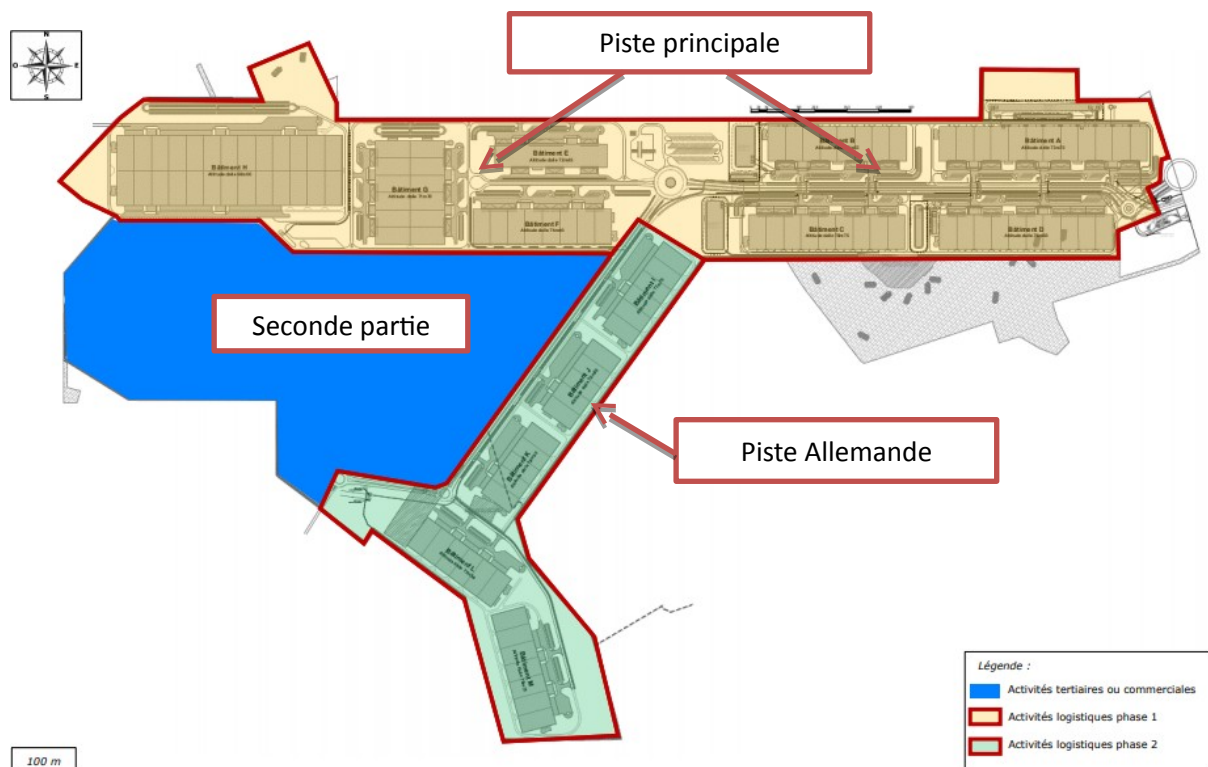 N
O
E
S
Piste principale
Bâtiment B
Bâtiment A
Bâtiment E
Bâtiment H
Bâtiment G
Bâtiment F
Bâtiment C
Bâtiment D
Bâtiment I
Seconde partie
Bâtiment J
Piste Allemande
Bâtiment K
Bâtiment L
Bâtiment M
Légende :
Activités tertiaires ou commerciales
Activités logistiques phase 1
Activités logistiques phase 2
100 m